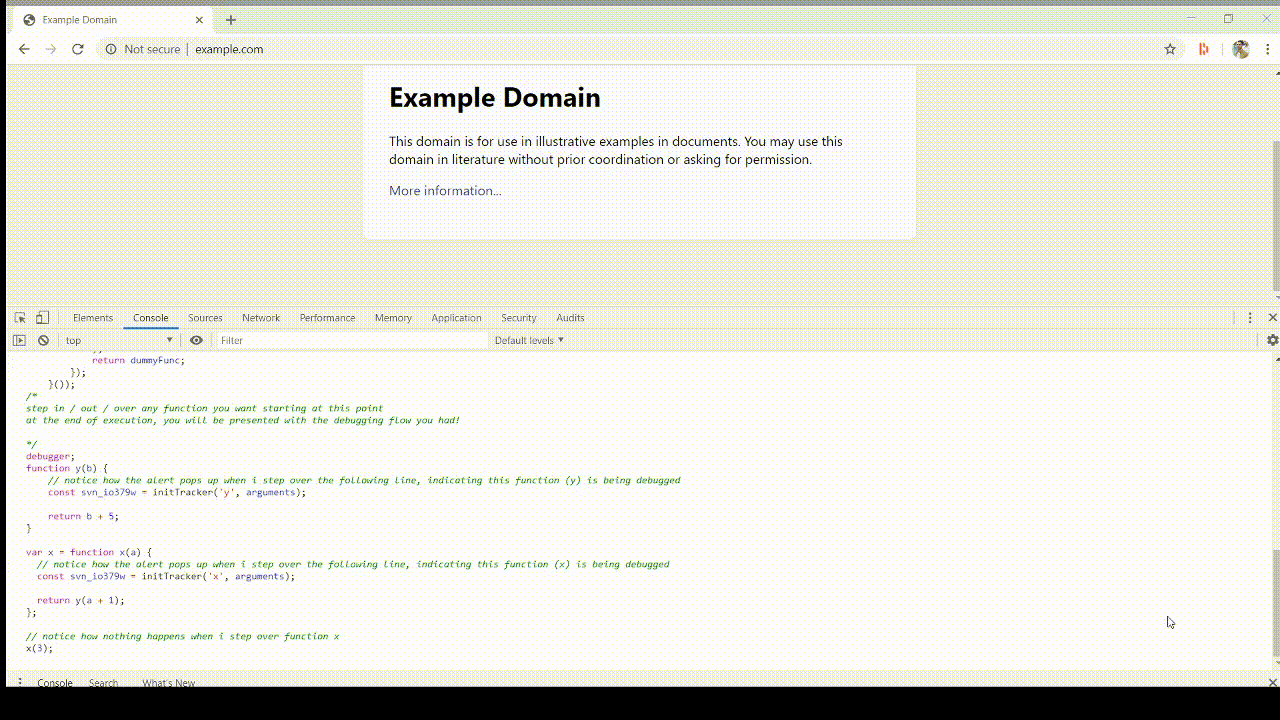 Example Domain
Not secure | example.com
Example Domain
This domain is for use in illustrative examples in documents. You may use this
domain in literature without prior coordination or asking for permission.
More information...
Elements Console Sources Network Performance Memory Application Security Audits
top Filter Default levels
return dummyFunc;
});
}());
/*
step in / out / over any function you want starting at this point
at the end of execution, you will be presented with the debugging flow you had!
*/
debugger;
function y(b) {
// notice how the alert pops up when i step over the following line, indicating this function (y) is being debugged
const svn_io379w = initTracker('y', arguments);
return b + 5;
}
var x = function x(a) {
// notice how the alert pops up when i step over the following line, indicating this function (x) is being debugged
const svn_io379w = initTracker('x', arguments);
return y(a + 1);
};
// notice how nothing happens when i step over function x
x(3);
Console Search What's New